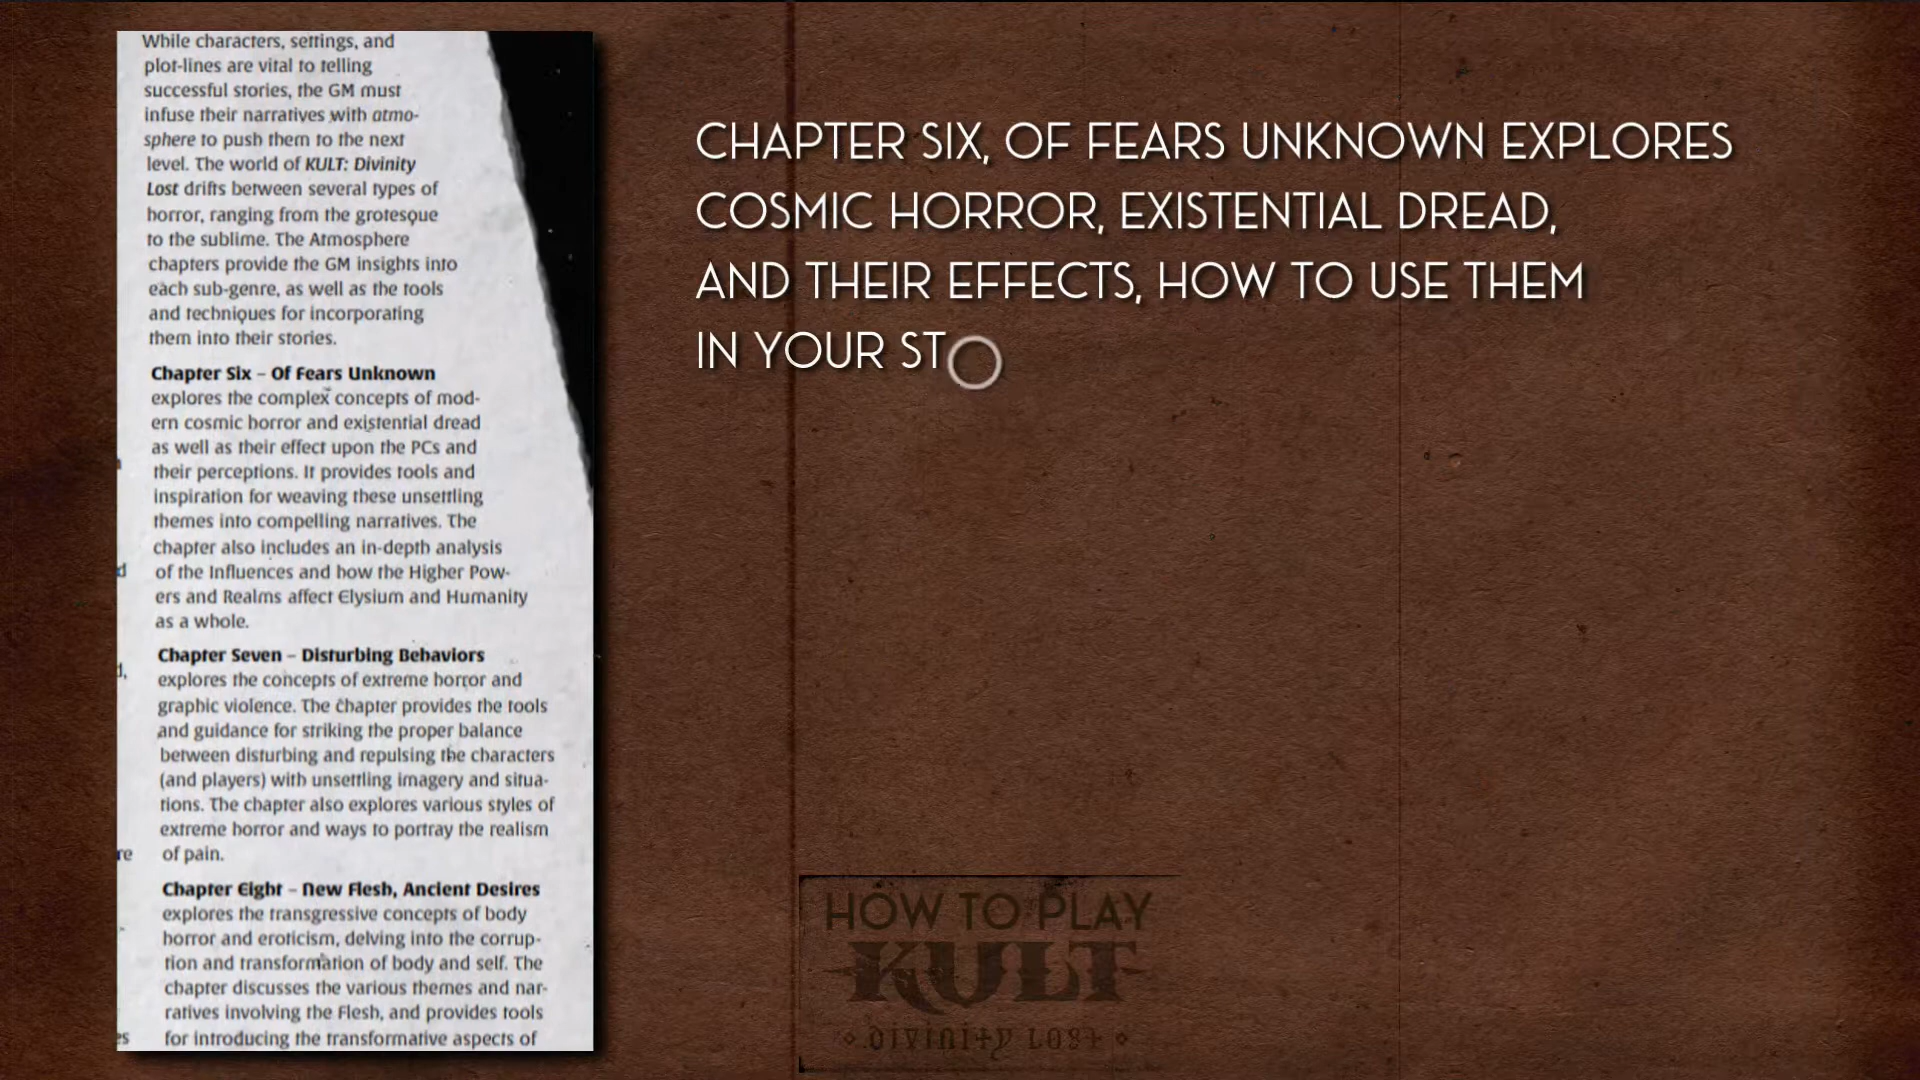 While characters, settings, and
plot-lines are vital to telling
successful stories, the GM must
infuse their narratives with atmo-
sphere to push them to the next
level. The world of KULT: Divinity
Lost drifts between several types of
horror, ranging from the grotesque
to the sublime. The Atmosphere
chapters provide the GM insights into
each sub-genre, as well as the tools
and techniques for incorporating
them into their stories.
Chapter Six – Of Fears Unknown
explores the complex concepts of mod-
ern cosmic horror and existential dread
as well as their effect upon the PCs and
their perceptions. It provides tools and
inspiration for weaving these unsettling
themes into compelling narratives. The
chapter also includes an in-depth analysis
of the Influences and how the Higher Pow-
ers and Realms affect Elysium and Humanity
as a whole.
Chapter Seven – Disturbing Behaviors
explores the concepts of extreme horror and
graphic violence. The chapter provides the tools
and guidance for striking the proper balance
between disturbing and repulsing the characters
(and players) with unsettling imagery and situa-
tions. The chapter also explores various styles of
extreme horror and ways to portray the realism
of pain.
Chapter Eight – New Flesh, Ancient Desires
explores the transgressive concepts of body
horror and eroticism, delving into the corrup-
tion and transformation of body and self. The
chapter discusses the various themes and nar-
ratives involving the Flesh, and provides tools
for introducing the transformative aspects of
CHAPTER SIX, OF FEARS UNKNOWN EXPLORES
COSMIC HORROR, EXISTENTIAL DREAD,
AND THEIR EFFECTS, HOW TO USE THEM
IN YOUR STO
HOW TO PLAY
KULT
DIVINITY LOST